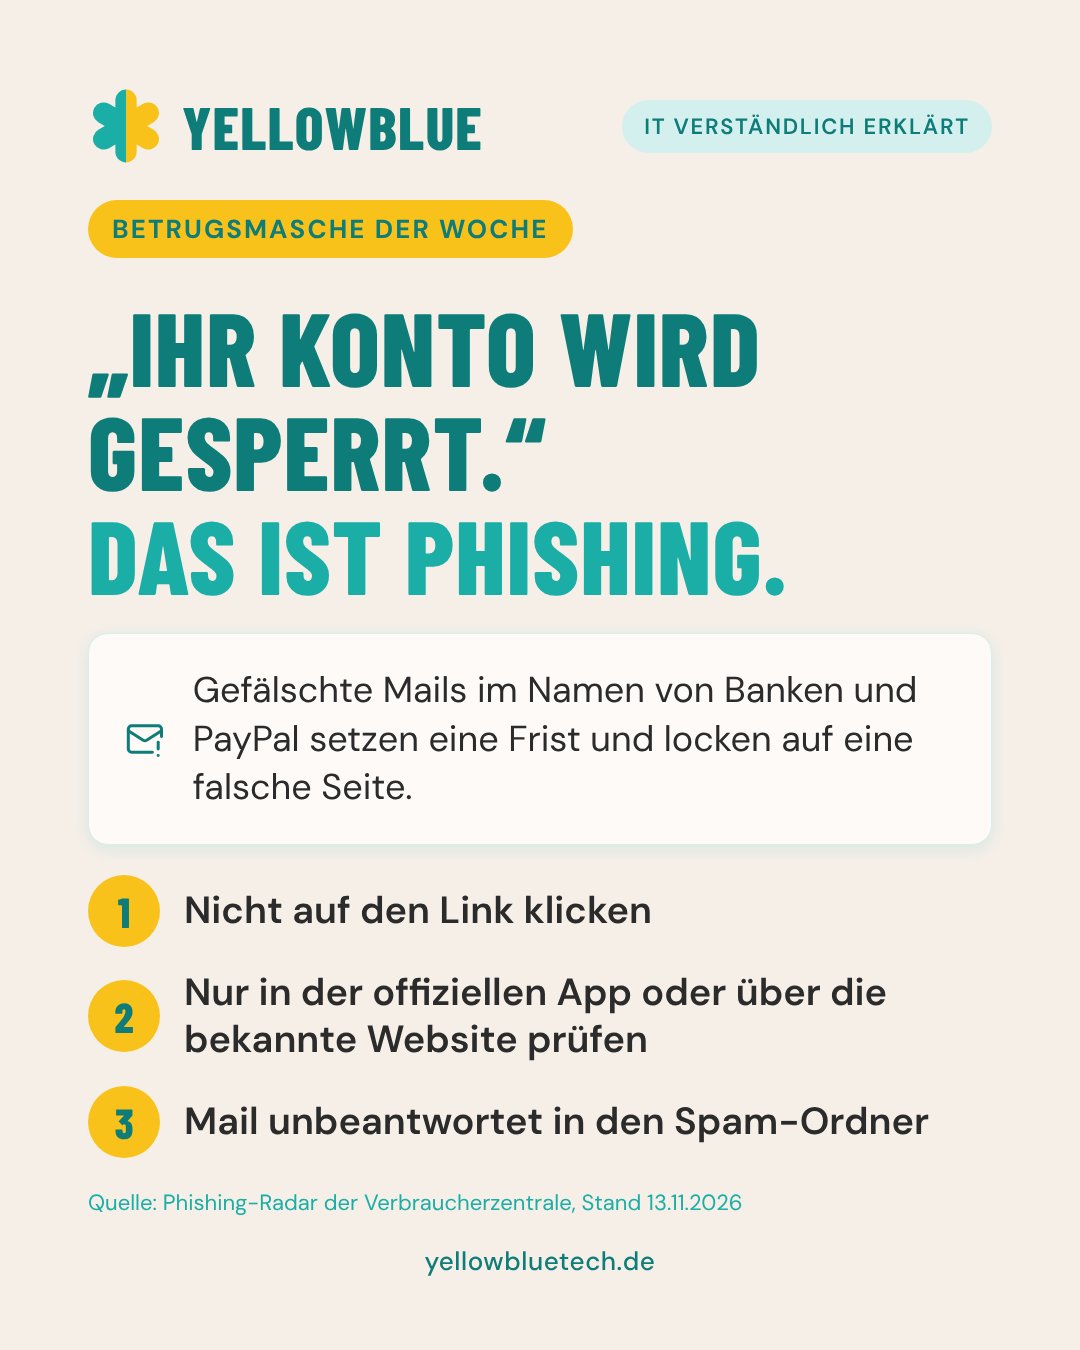 YELLOWBLUE
IT VERSTÄNDLICH ERKLÄRT
BETRUGSMASCHE DER WOCHE
„IHR KONTO WIRD
GESPERRT.“
DAS IST PHISHING.
Gefälschte Mails im Namen von Banken und
PayPal setzen eine Frist und locken auf eine
falsche Seite.
1 Nicht auf den Link klicken
2 Nur in der offiziellen App oder über die
bekannte Website prüfen
3 Mail unbeantwortet in den Spam-Ordner
Quelle: Phishing-Radar der Verbraucherzentrale, Stand 13.11.2026
yellowbluetech.de